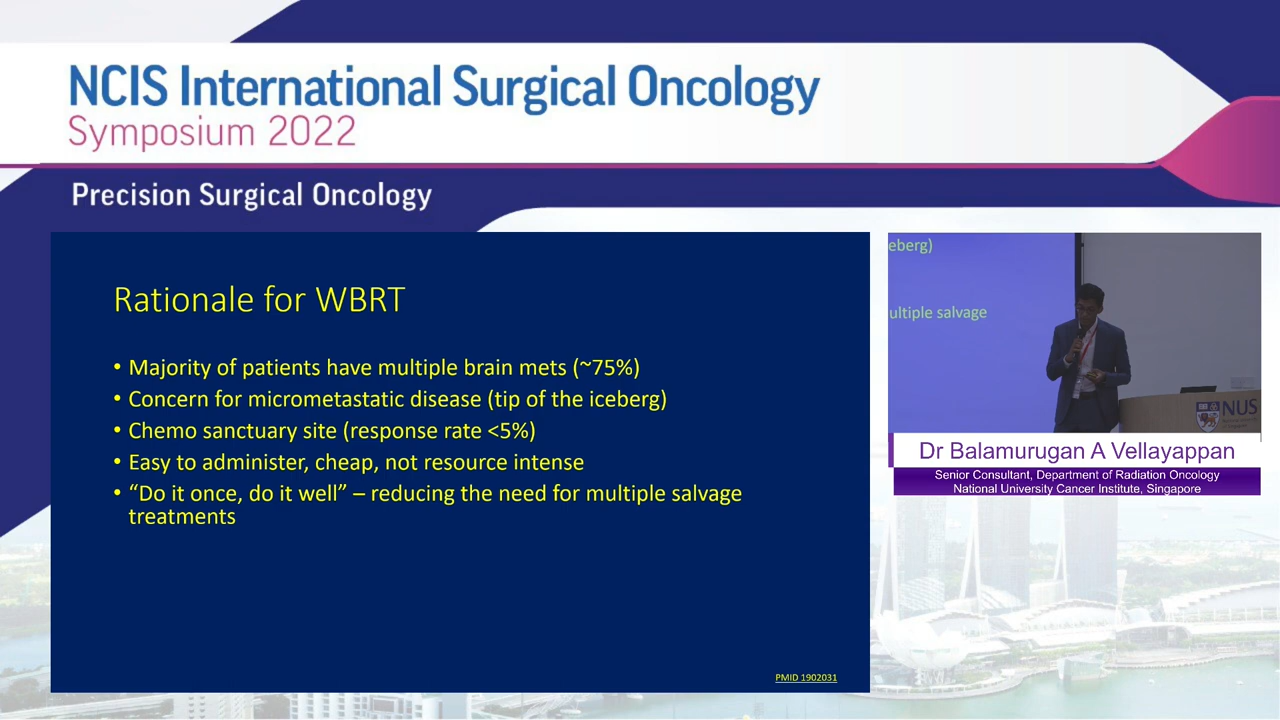 NCIS International Surgical Oncology
Symposium 2022
Precision Surgical Oncology
Rationale for WBRT
• Majority of patients have multiple brain mets (~75%)
• Concern for micrometastatic disease (tip of the iceberg)
• Chemo sanctuary site (response rate <5%)
• Easy to administer, cheap, not resource intense
• “Do it once, do it well” – reducing the need for multiple salvage
treatments
PMID 1902031
eberg)
ultiple salvage
NUS
Dr Balamurugan A Vellayappan
Senior Consultant, Department of Radiation Oncology
National University Cancer Institute, Singapore